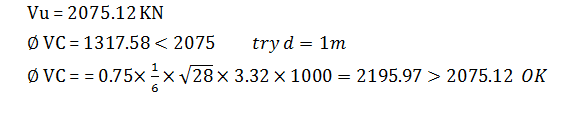 Vu = 2075.12 KN
∅ VC = 1317.58 < 2075 try d = 1m
∅ VC = = 0.75× 1/6 × √28 × 3.32 × 1000 = 2195.97 > 2075.12 OK